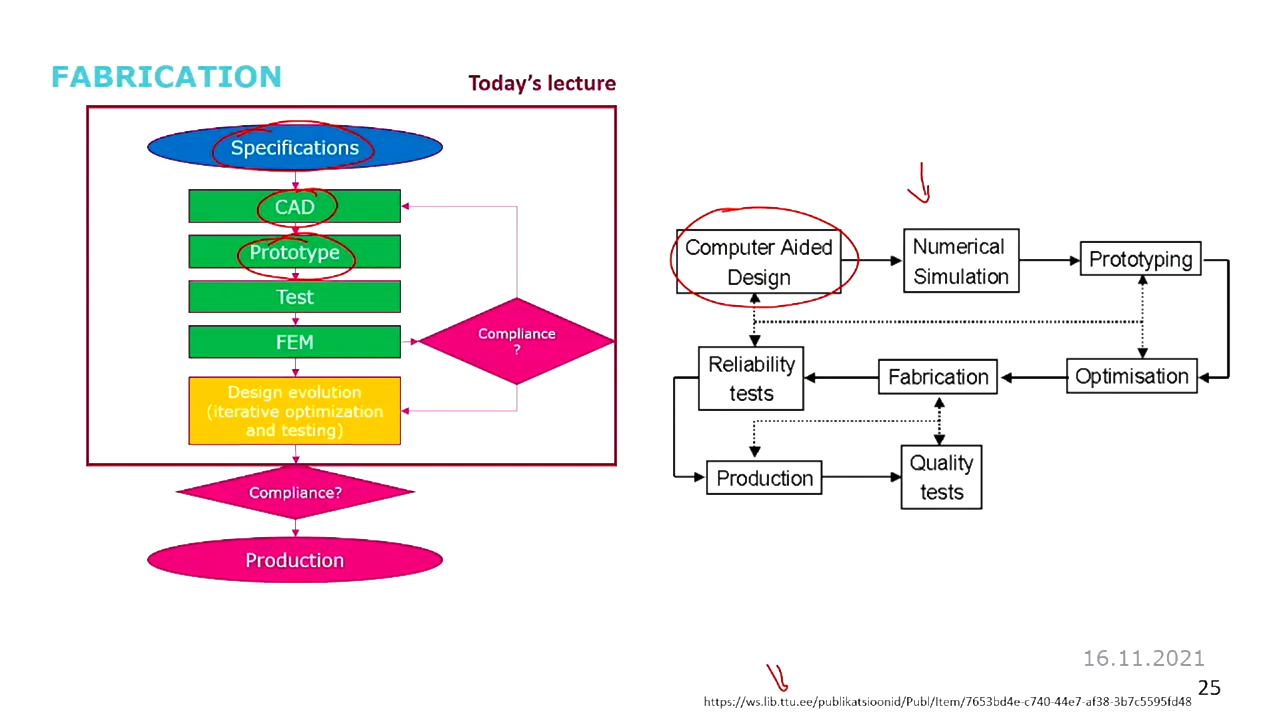 FABRICATION
Today's lecture
Specifications
CAD
Prototype
Test
FEM
Compliance
?
Design evolution
(iterative optimization
and testing)
Compliance?
Production
Computer Aided
Design
Numerical
Simulation
Prototyping
Reliability
tests
Fabrication
Optimisation
Production
Quality
tests
16.11.2021
25
https://ws.lib.ttu.ee/publikatsioonid/Publ/Item/7653bd4e-c740-44e7-af38-3b7c5595fd48